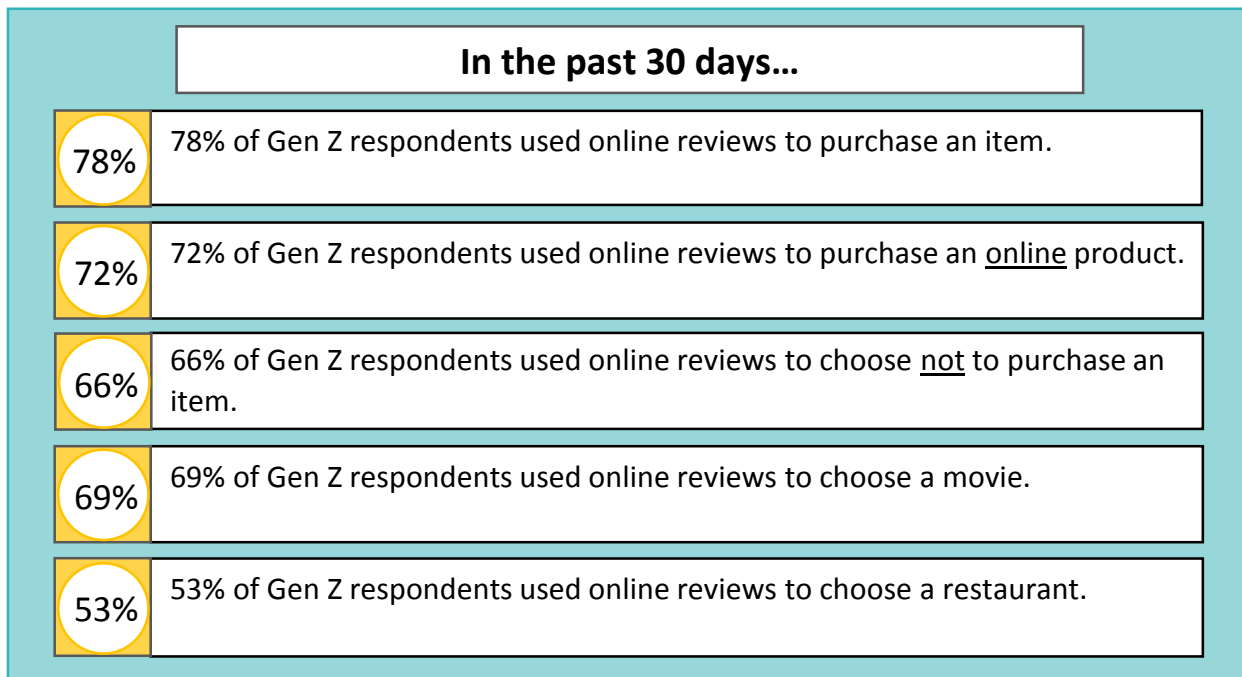 In the past 30 days…
78%
78% of Gen Z respondents used online reviews to purchase an item.
72%
72% of Gen Z respondents used online reviews to purchase an online product.
66%
66% of Gen Z respondents used online reviews to choose not to purchase an
item.
69%
69% of Gen Z respondents used online reviews to choose a movie.
53%
53% of Gen Z respondents used online reviews to choose a restaurant.